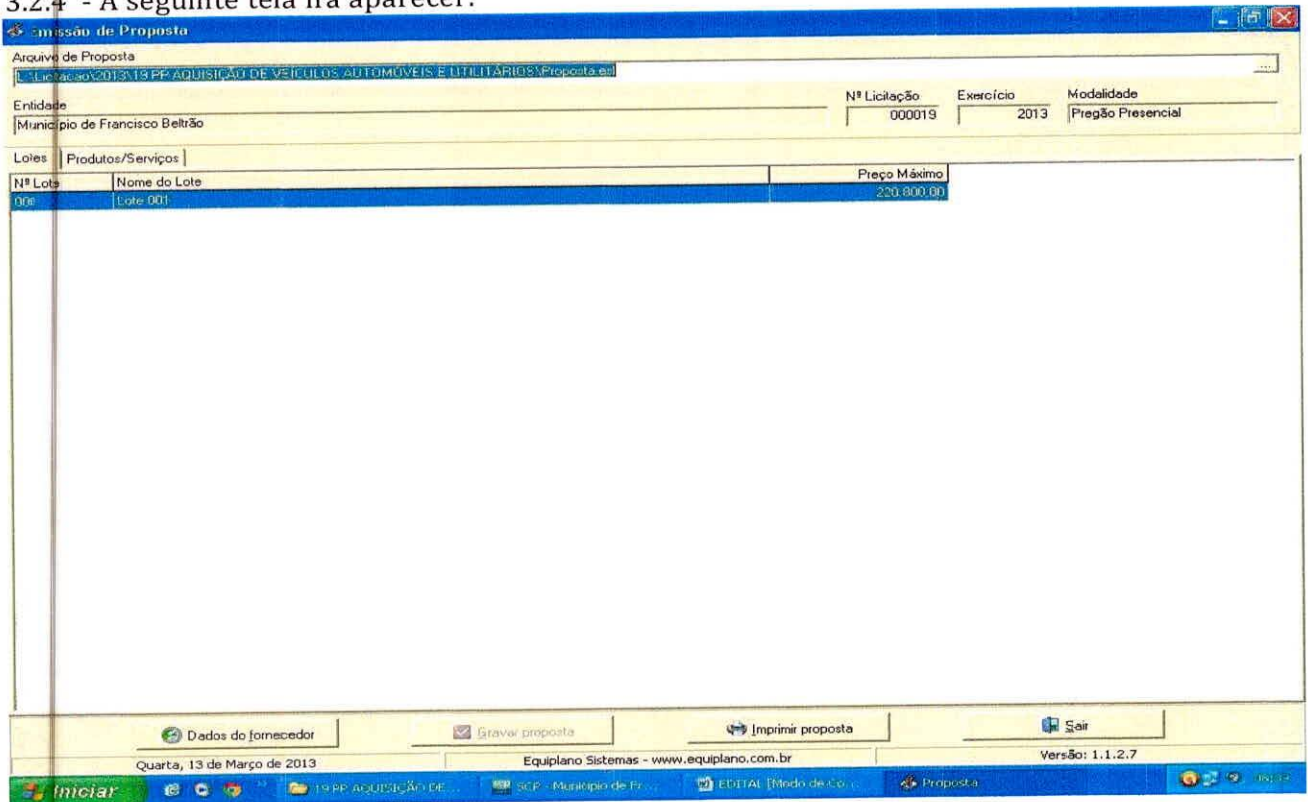 3.2.4 - A seguinte tela irá aparecer:
Emissão de Proposta
Arquivo de Proposta
L:\Licitacao\2013\19 PP AQUISIÇÃO DE VEÍCULOS AUTOMÓVEIS E UTILITÁRIOS\Proposta.esl
...
Entidade
Nº Licitação
Exercício
Modalidade
Município de Francisco Beltrão
000019
2013
Pregão Presencial
Lotes
Produtos/Serviços
Nº Lote
Nome do Lote
Preço Máximo
Lote 001
220.800,00
Dados do fornecedor
Gravar proposta
Imprimir proposta
Sair
Quarta, 13 de Março de 2013
Equiplano Sistemas - www.equiplano.com.br
Versão: 1.1.2.7
Iniciar
19 PP AQUISIÇÃO DE ...
SCP - Município de Fr...
EDITAL [Modo de Co...
Proposta